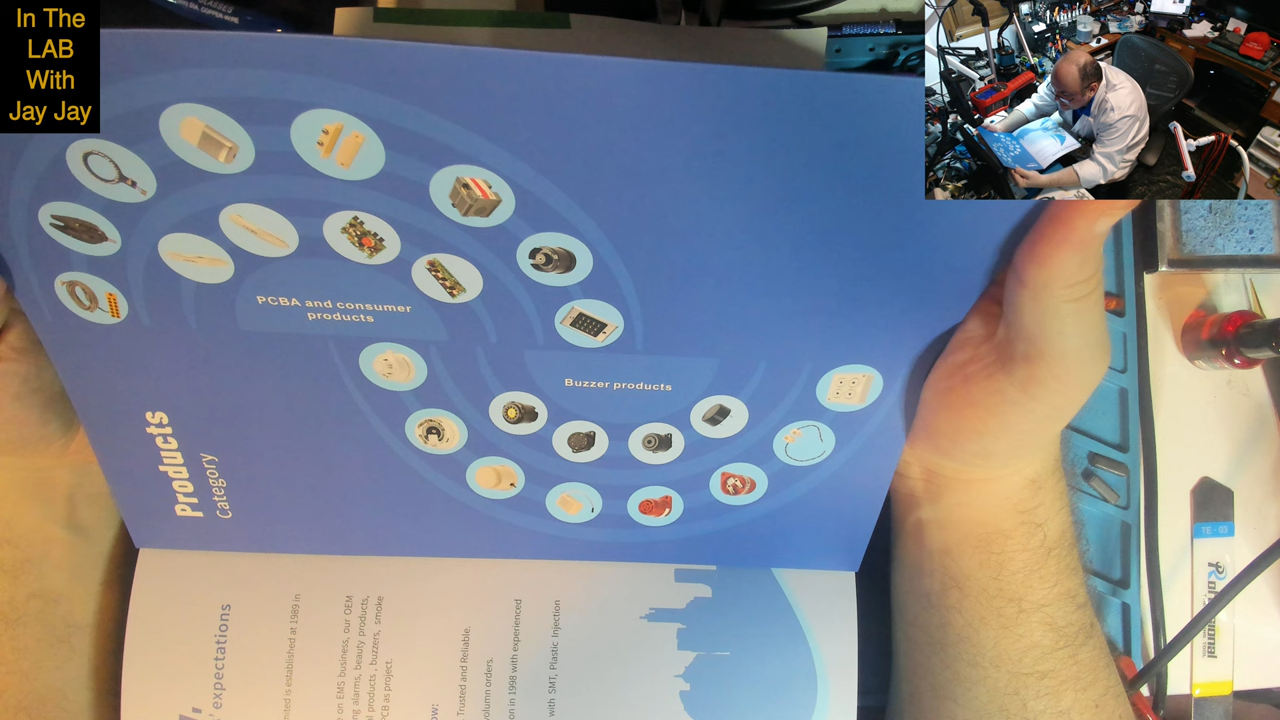 In The
LAB
With
Jay Jay
PCBA and consumer
products
Buzzer products
Products
Category
expectations
mited is established at 1989 in
on EMS business, our OEM
ng alarms, beauty products,
al products , buzzers, smoke
PCB as project.
ow:
Trusted and Reliable.
volume orders.
on in 1998 with experienced
with SMT, Plastic Injection
TE - 03